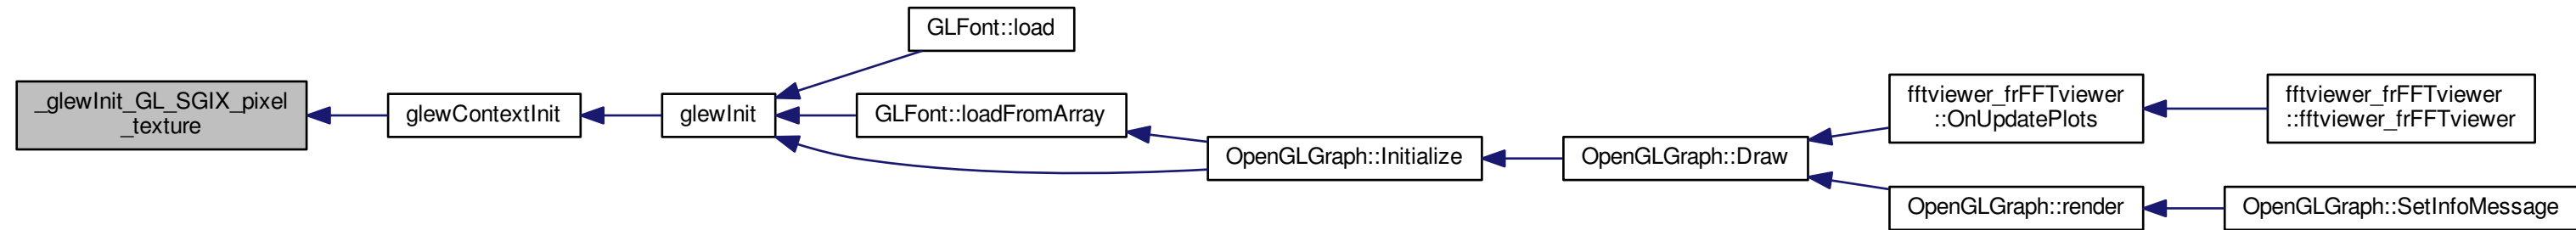 _glewInit_GL_SGIX_pixel
_texture
glewContextInit
glewInit
GLFont::load
GLFont::loadFromArray
OpenGLGraph::Initialize
OpenGLGraph::Draw
fftviewer_frFFTviewer
::OnUpdatePlots
fftviewer_frFFTviewer
::fftviewer_frFFTviewer
OpenGLGraph::render
OpenGLGraph::SetInfoMessage